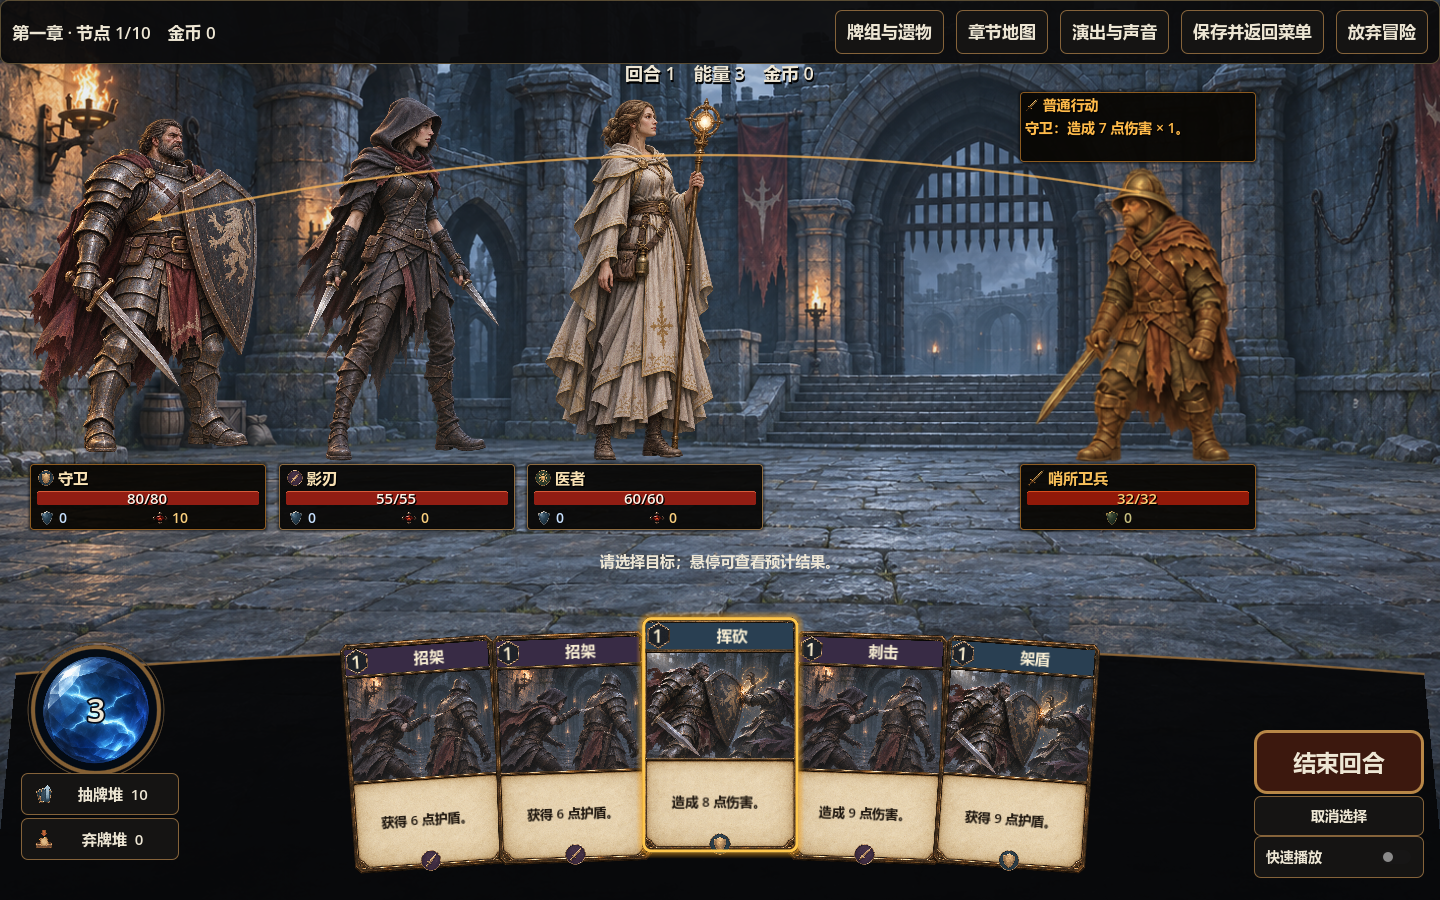 第一章 · 节点 1/10 金币 0
牌组与遗物
章节地图
演出与声音
保存并返回菜单
放弃冒险
回合 1 能量 3 金币 0
普通行动
守卫：造成 7 点伤害 × 1。
守卫
80/80
0
10
影刃
55/55
0
0
医者
60/60
0
0
哨所卫兵
32/32
0
请选择目标；悬停可查看预计结果。
1
招架
获得 6 点护盾。
1
招架
获得 6 点护盾。
1
挥砍
造成 8 点伤害。
1
刺击
造成 9 点伤害。
1
架盾
获得 9 点护盾。
3
抽牌堆 10
弃牌堆 0
结束回合
取消选择
快速播放